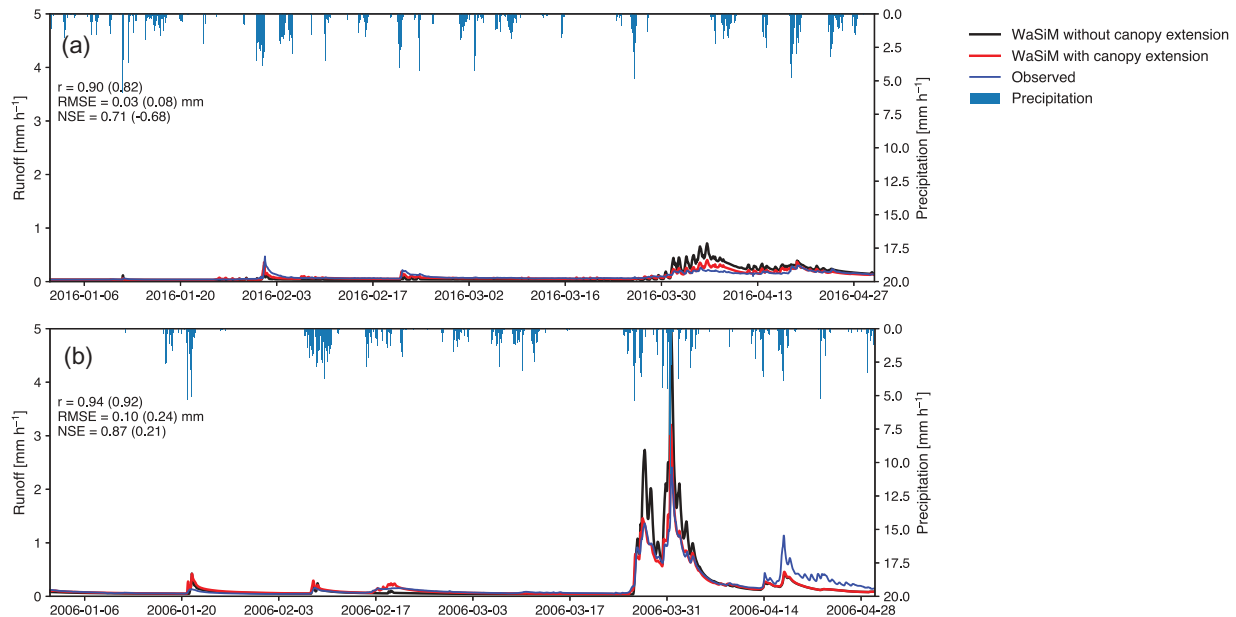 (a)
r = 0.90 (0.82)
RMSE = 0.03 (0.08) mm
NSE = 0.71 (-0.68)
Runoff [mm h⁻¹]
5
4
3
2
1
0
Precipitation [mm h⁻¹]
0.0
2.5
5.0
7.5
10.0
12.5
15.0
17.5
20.0
2016-01-06 2016-01-20 2016-02-03 2016-02-17 2016-03-02 2016-03-16 2016-03-30 2016-04-13 2016-04-27
WaSiM without canopy extension
WaSiM with canopy extension
Observed
Precipitation
(b)
r = 0.94 (0.92)
RMSE = 0.10 (0.24) mm
NSE = 0.87 (0.21)
Runoff [mm h⁻¹]
5
4
3
2
1
0
Precipitation [mm h⁻¹]
0.0
2.5
5.0
7.5
10.0
12.5
15.0
17.5
20.0
2006-01-06 2006-01-20 2006-02-03 2006-02-17 2006-03-03 2006-03-17 2006-03-31 2006-04-14 2006-04-28